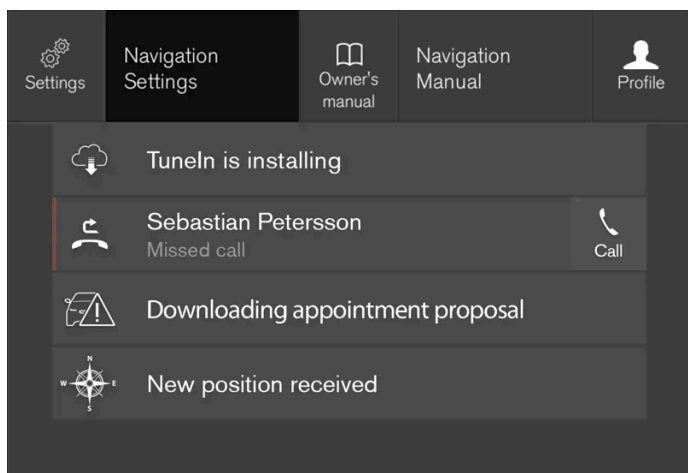 Settings
Navigation
Settings
Owner's
manual
Navigation
Manual
Profile
TuneIn is installing
Sebastian Petersson
Missed call
Call
Downloading appointment proposal
N
W
E
S
New position received